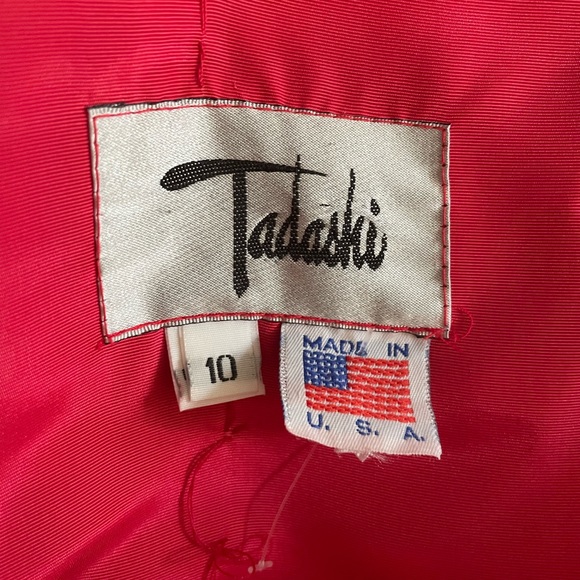 Tadashi
10
MADE IN
U. S. A.